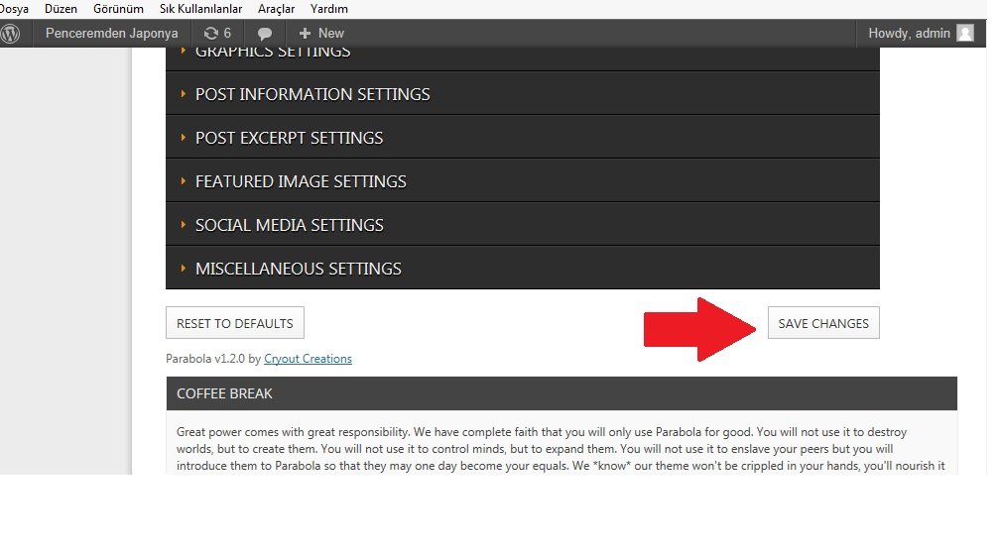 Dosya Düzen Görünüm Sık Kullanılanlar Araçlar Yardım
Penceremden Japonya 6 New Howdy, admin
GRAPHICS SETTINGS
POST INFORMATION SETTINGS
POST EXCERPT SETTINGS
FEATURED IMAGE SETTINGS
SOCIAL MEDIA SETTINGS
MISCELLANEOUS SETTINGS
RESET TO DEFAULTS SAVE CHANGES
Parabola v1.2.0 by Cryout Creations
COFFEE BREAK
Great power comes with great responsibility. We have complete faith that you will only use Parabola for good. You will not use it to destroy
worlds, but to create them. You will not use it to control minds, but to expand them. You will not use it to enslave your peers but you will
introduce them to Parabola so that they may one day become your equals. We *know* our theme won't be crippled in your hands, you'll nourish it